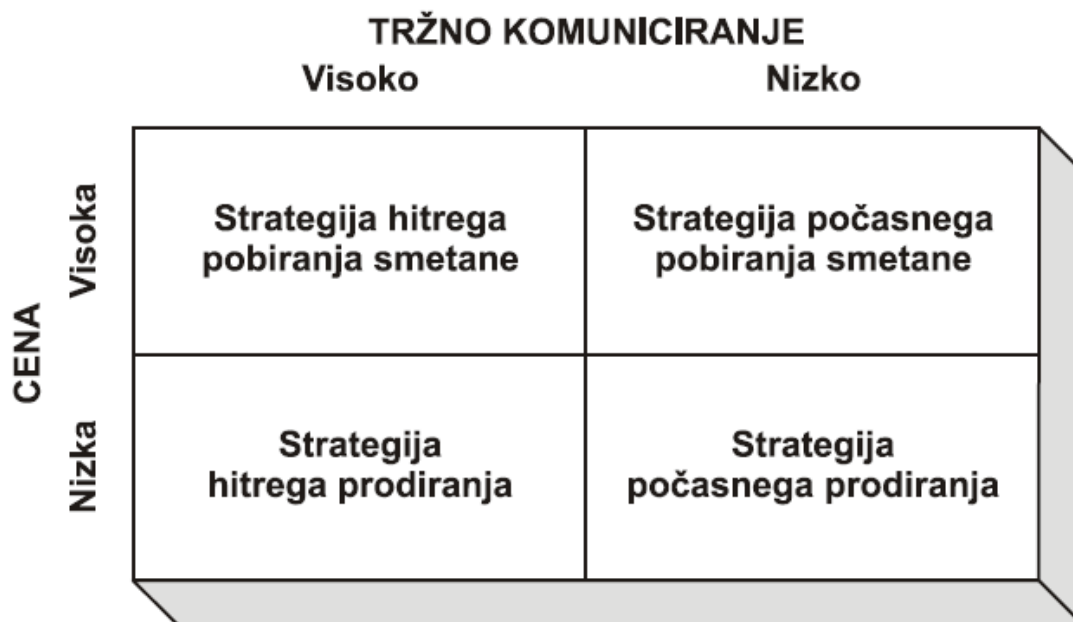 TRŽNO KOMUNICIRANJE
Visoko
Nizko
CENA
Visoka
Strategija hitrega
pobiranja smetane
Strategija počasnega
pobiranja smetane
Nizka
Strategija
hitrega prodiranja
Strategija
počasnega prodiranja